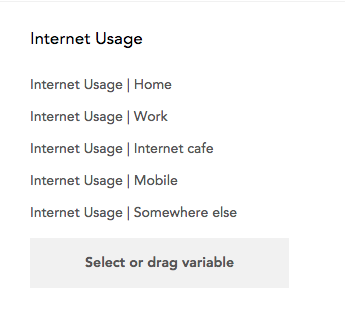 Internet Usage
Internet Usage | Home
Internet Usage | Work
Internet Usage | Internet cafe
Internet Usage | Mobile
Internet Usage | Somewhere else
Select or drag variable